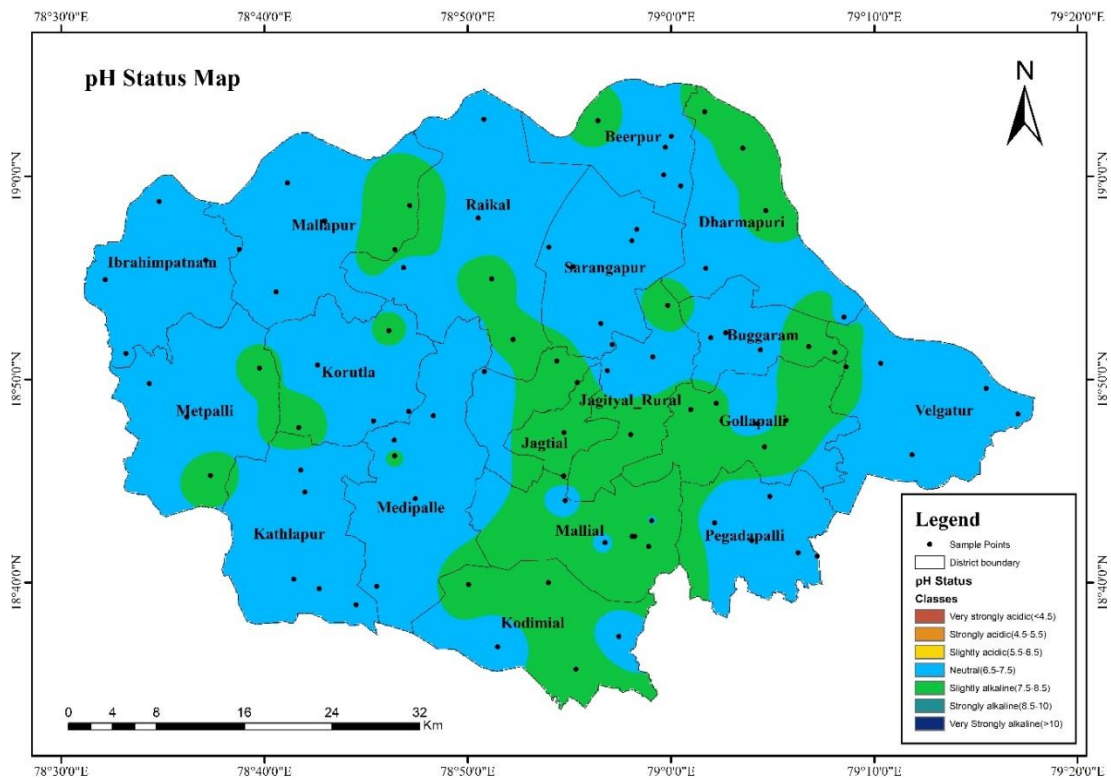 78°30'0"E 78°40'0"E 78°50'0"E 79°0'0"E 79°10'0"E 79°20'0"E
pH Status Map
N
19°0'0"N 19°0'0"N
18°50'0"N 18°50'0"N
18°40'0"N 18°40'0"N
Beerpur
Raikal
Mallapur
Dharmapuri
Ibrahimpatnam
Sarangapur
Buggaram
Korutla
Metpalli
Jagityal_Rural
Velgatur
Gollapalli
Jagtial
Medipalle
Mallial
Kathlapur
Pegadapalli
Kodimial
Legend
Sample Points
District boundary
pH Status
Classes
Very strongly acidic(<4.5)
Strongly acidic(4.5-5.5)
Slightly acidic(5.5-6.5)
Neutral(6.5-7.5)
Slightly alkaline(7.5-8.5)
Strongly alkaline(8.5-10)
Very Strongly alkaline(>10)
0 4 8 16 24 32
Km
78°30'0"E 78°40'0"E 78°50'0"E 79°0'0"E 79°10'0"E 79°20'0"E